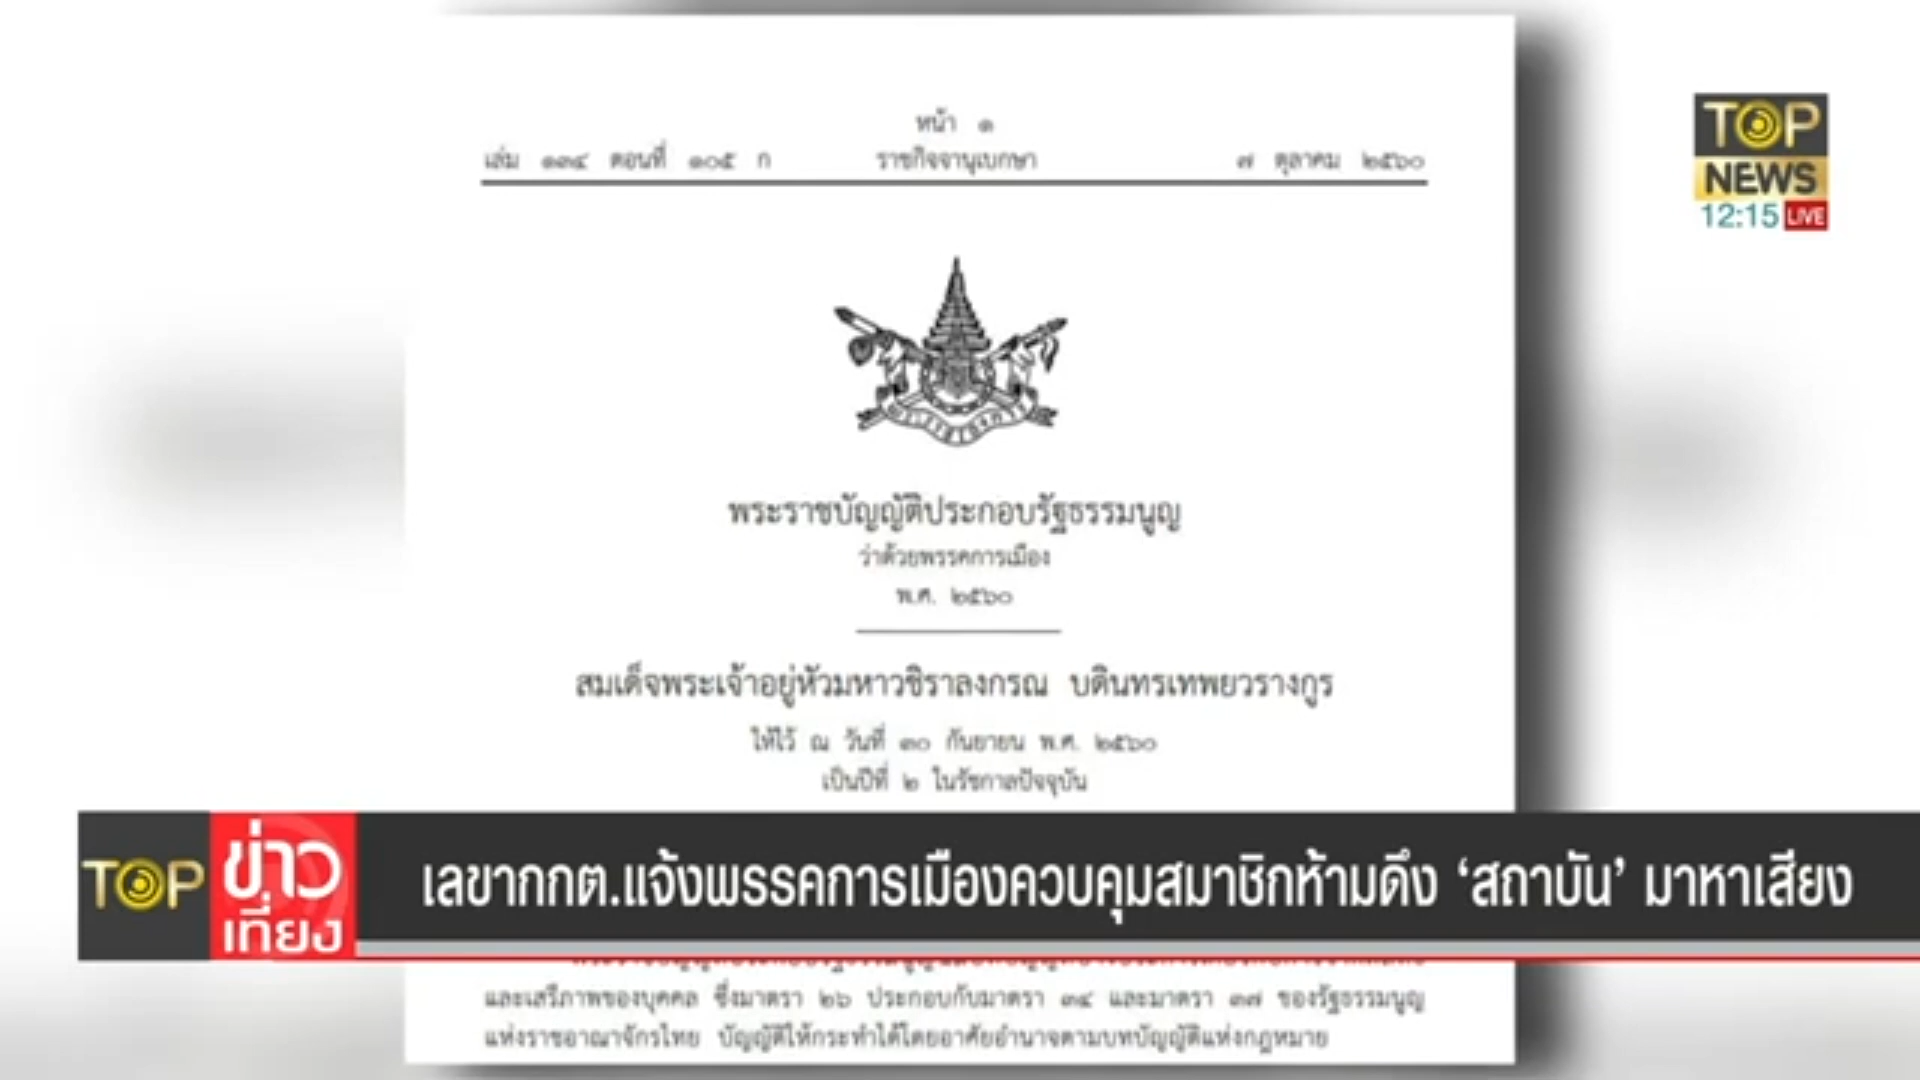 หน้า ๑
เล่ม ๑๓๔ ตอนที่ ๑๐๕ ก ราชกิจจานุเบกษา ๗ ตุลาคม ๒๕๖๐
TOP
NEWS
12:15 LIVE
พระราชบัญญัติประกอบรัฐธรรมนูญ
ว่าด้วยพรรคการเมือง
พ.ศ. ๒๕๖๐
สมเด็จพระเจ้าอยู่หัวมหาวชิราลงกรณ บดินทรเทพยวรางกูร
ให้ไว้ ณ วันที่ ๓๐ กันยายน พ.ศ. ๒๕๖๐
เป็นปีที่ ๒ ในรัชกาลปัจจุบัน
TOP ข่าว
เที่ยง
เลขากกต.แจ้งพรรคการเมืองควบคุมสมาชิกห้ามดึง ‘สถาบัน’ มาหาเสียง
และเสรีภาพของบุคคล ซึ่งมาตรา ๒๖ ประกอบกับมาตรา ๓๔ และมาตรา ๓๗ ของรัฐธรรมนูญ
แห่งราชอาณาจักรไทย บัญญัติให้กระทำได้โดยอาศัยอำนาจตามบทบัญญัติแห่งกฎหมาย